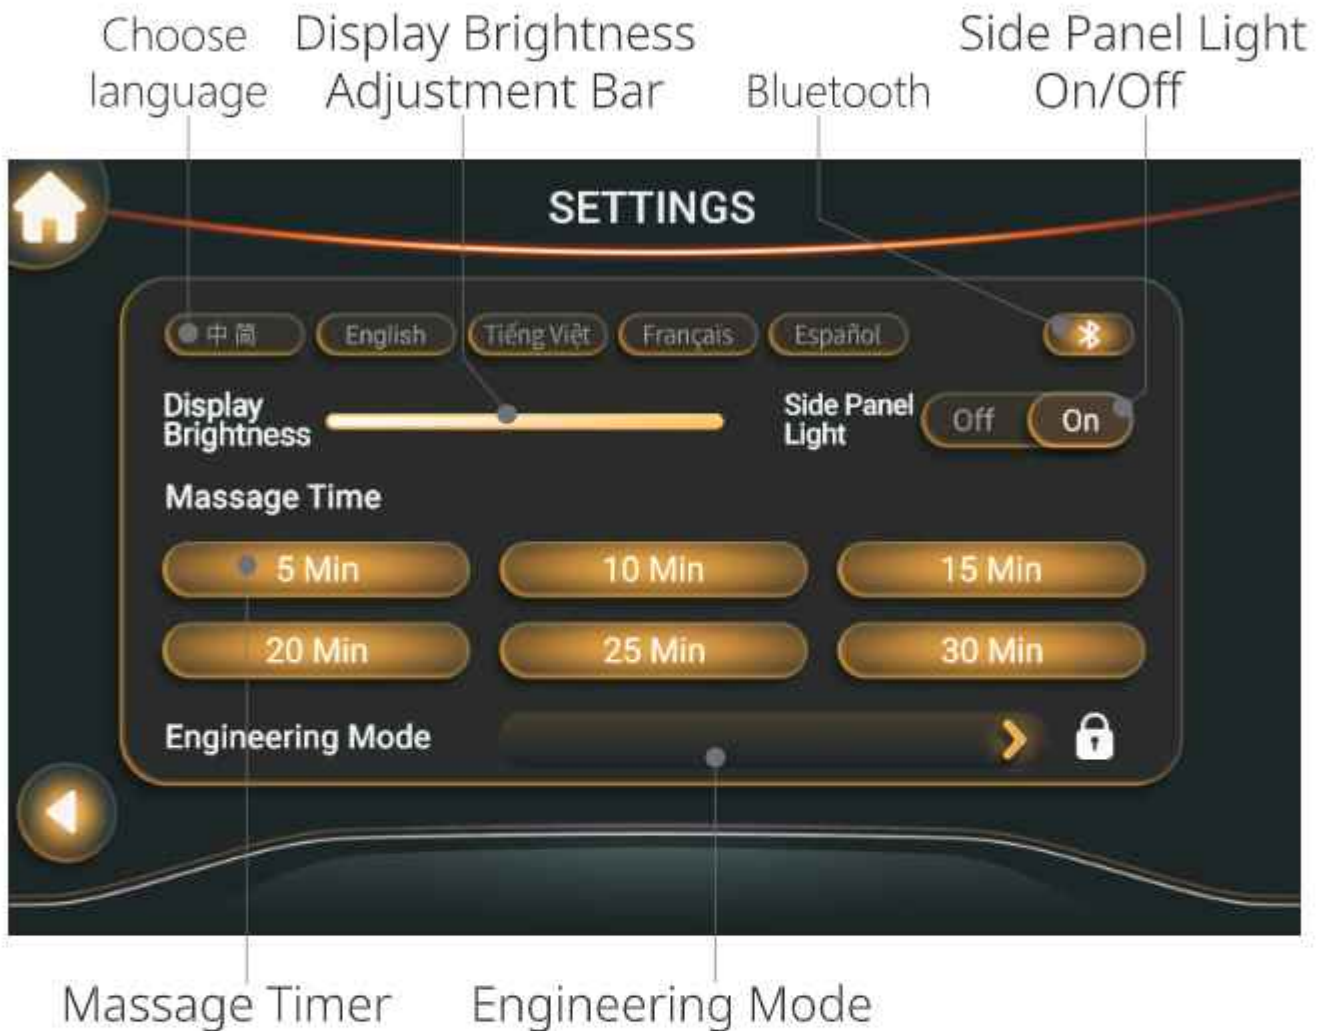 Choose
language
Display Brightness
Adjustment Bar
Bluetooth
Side Panel Light
On/Off
SETTINGS
中简 English Tiếng Việt Français Español
Display
Brightness
Side Panel
Light
Off On
Massage Time
5 Min 10 Min 15 Min
20 Min 25 Min 30 Min
Engineering Mode
Massage Timer Engineering Mode